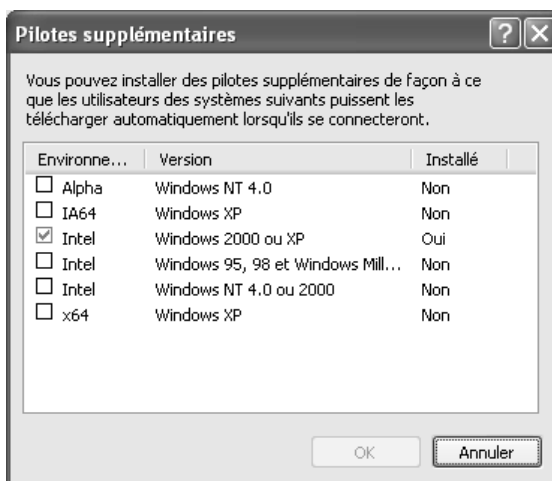 Pilotes supplémentaires
Vous pouvez installer des pilotes supplémentaires de façon à ce
que les utilisateurs des systèmes suivants puissent les
télécharger automatiquement lorsqu'ils se connecteront.
Environne... Version Installé
Alpha Windows NT 4.0 Non
IA64 Windows XP Non
Intel Windows 2000 ou XP Oui
Intel Windows 95, 98 et Windows Mill... Non
Intel Windows NT 4.0 ou 2000 Non
x64 Windows XP Non
OK Annuler